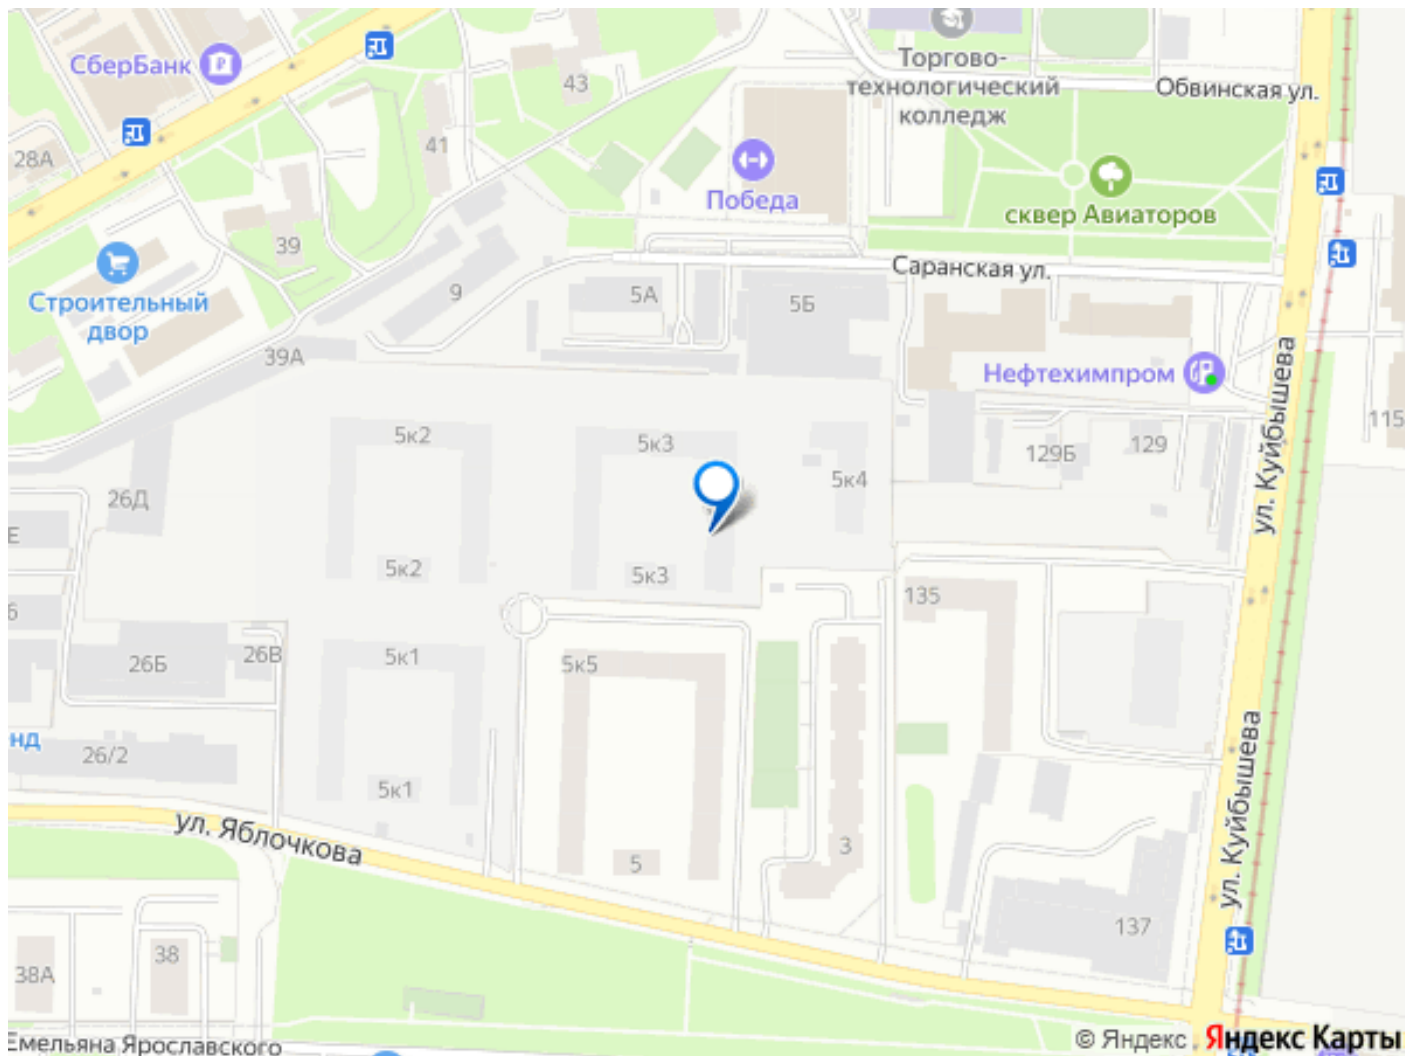 СберБанк
43
Торгово-
технологический
колледж
Обвинская ул.
28А
41
Победа
сквер Авиаторов
39
Строительный
двор
9
5А
5Б
Саранская ул.
39А
Нефтехимпром
ул. Куйбышева
115
5к2
5к3
129Б
129
5к4
26Д
Е
5к2
5к3
135
6
26Б
26В
5к1
5к5
нд
26/2
5к1
ул. Яблочкова
5
3
ул. Куйбышева
137
38А
38
Емельяна Ярославского
© Яндекс Яндекс Карты